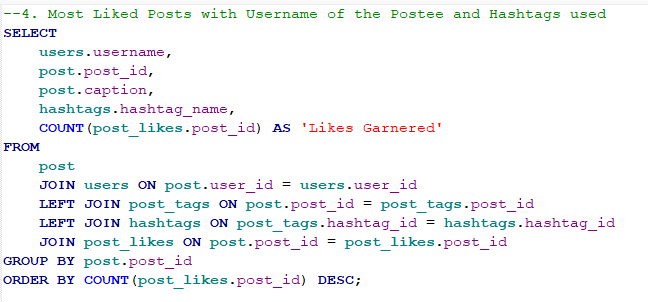 --4. Most Liked Posts with Username of the Postee and Hashtags used
SELECT
    users.username,
    post.post_id,
    post.caption,
    hashtags.hashtag_name,
    COUNT(post_likes.post_id) AS 'Likes Garnered'
FROM
    post
    JOIN users ON post.user_id = users.user_id
    LEFT JOIN post_tags ON post.post_id = post_tags.post_id
    LEFT JOIN hashtags ON post_tags.hashtag_id = hashtags.hashtag_id
    JOIN post_likes ON post.post_id = post_likes.post_id
GROUP BY post.post_id
ORDER BY COUNT(post_likes.post_id) DESC;